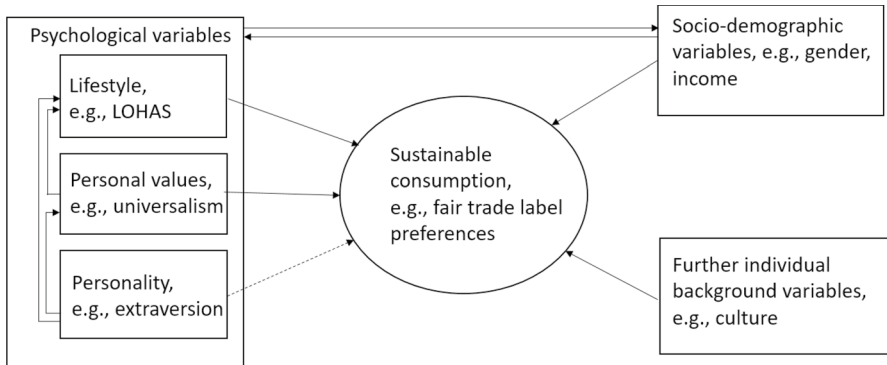 Psychological variables
Lifestyle,
e.g., LOHAS
Personal values,
e.g., universalism
Personality,
e.g., extraversion
Sustainable
consumption,
e.g., fair trade label
preferences
Socio-demographic
variables, e.g., gender,
income
Further individual
background variables,
e.g., culture